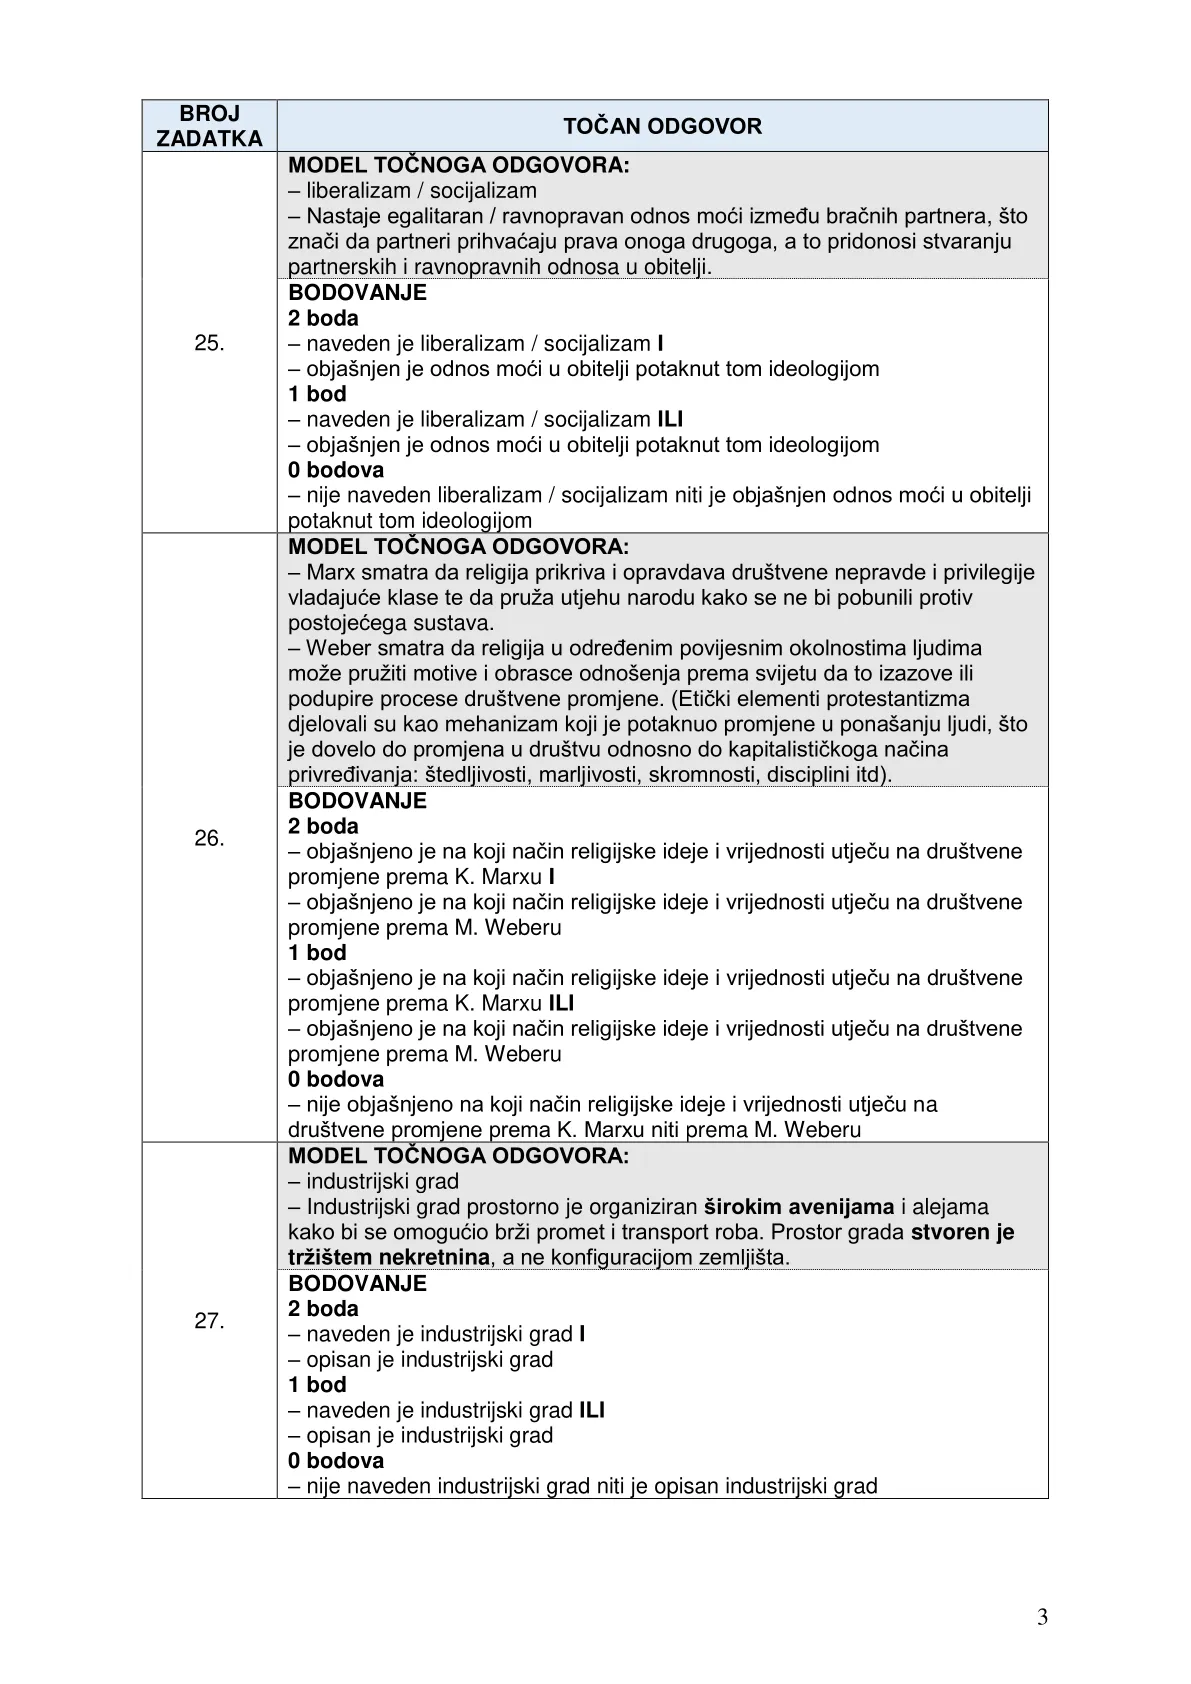 BROJ
ZADATKA
TOČAN ODGOVOR
25.
MODEL TOČNOGA ODGOVORA:
– liberalizam / socijalizam
– Nastaje egalitaran / ravnopravan odnos moći između bračnih partnera, što
znači da partneri prihvaćaju prava onoga drugoga, a to pridonosi stvaranju
partnerskih i ravnopravnih odnosa u obitelji.
BODOVANJE
2 boda
– naveden je liberalizam / socijalizam I
– objašnjen je odnos moći u obitelji potaknut tom ideologijom
1 bod
– naveden je liberalizam / socijalizam ILI
– objašnjen je odnos moći u obitelji potaknut tom ideologijom
0 bodova
– nije naveden liberalizam / socijalizam niti je objašnjen odnos moći u obitelji
potaknut tom ideologijom
26.
MODEL TOČNOGA ODGOVORA:
– Marx smatra da religija prikriva i opravdava društvene nepravde i privilegije
vladajuće klase te da pruža utjehu narodu kako se ne bi pobunili protiv
postojećega sustava.
– Weber smatra da religija u određenim povijesnim okolnostima ljudima
može pružiti motive i obrasce odnošenja prema svijetu da to izazove ili
podupire procese društvene promjene. (Etički elementi protestantizma
djelovali su kao mehanizam koji je potaknuo promjene u ponašanju ljudi, što
je dovelo do promjena u društvu odnosno do kapitalističkoga načina
privređivanja: štedljivosti, marljivosti, skromnosti, disciplini itd).
BODOVANJE
2 boda
– objašnjeno je na koji način religijske ideje i vrijednosti utječu na društvene
promjene prema K. Marxu I
– objašnjeno je na koji način religijske ideje i vrijednosti utječu na društvene
promjene prema M. Weberu
1 bod
– objašnjeno je na koji način religijske ideje i vrijednosti utječu na društvene
promjene prema K. Marxu ILI
– objašnjeno je na koji način religijske ideje i vrijednosti utječu na društvene
promjene prema M. Weberu
0 bodova
– nije objašnjeno na koji način religijske ideje i vrijednosti utječu na
društvene promjene prema K. Marxu niti prema M. Weberu
27.
MODEL TOČNOGA ODGOVORA:
– industrijski grad
– Industrijski grad prostorno je organiziran širokim avenijama i alejama
kako bi se omogućio brži promet i transport roba. Prostor grada stvoren je
tržištem nekretnina, a ne konfiguracijom zemljišta.
BODOVANJE
2 boda
– naveden je industrijski grad I
– opisan je industrijski grad
1 bod
– naveden je industrijski grad ILI
– opisan je industrijski grad
0 bodova
– nije naveden industrijski grad niti je opisan industrijski grad
3